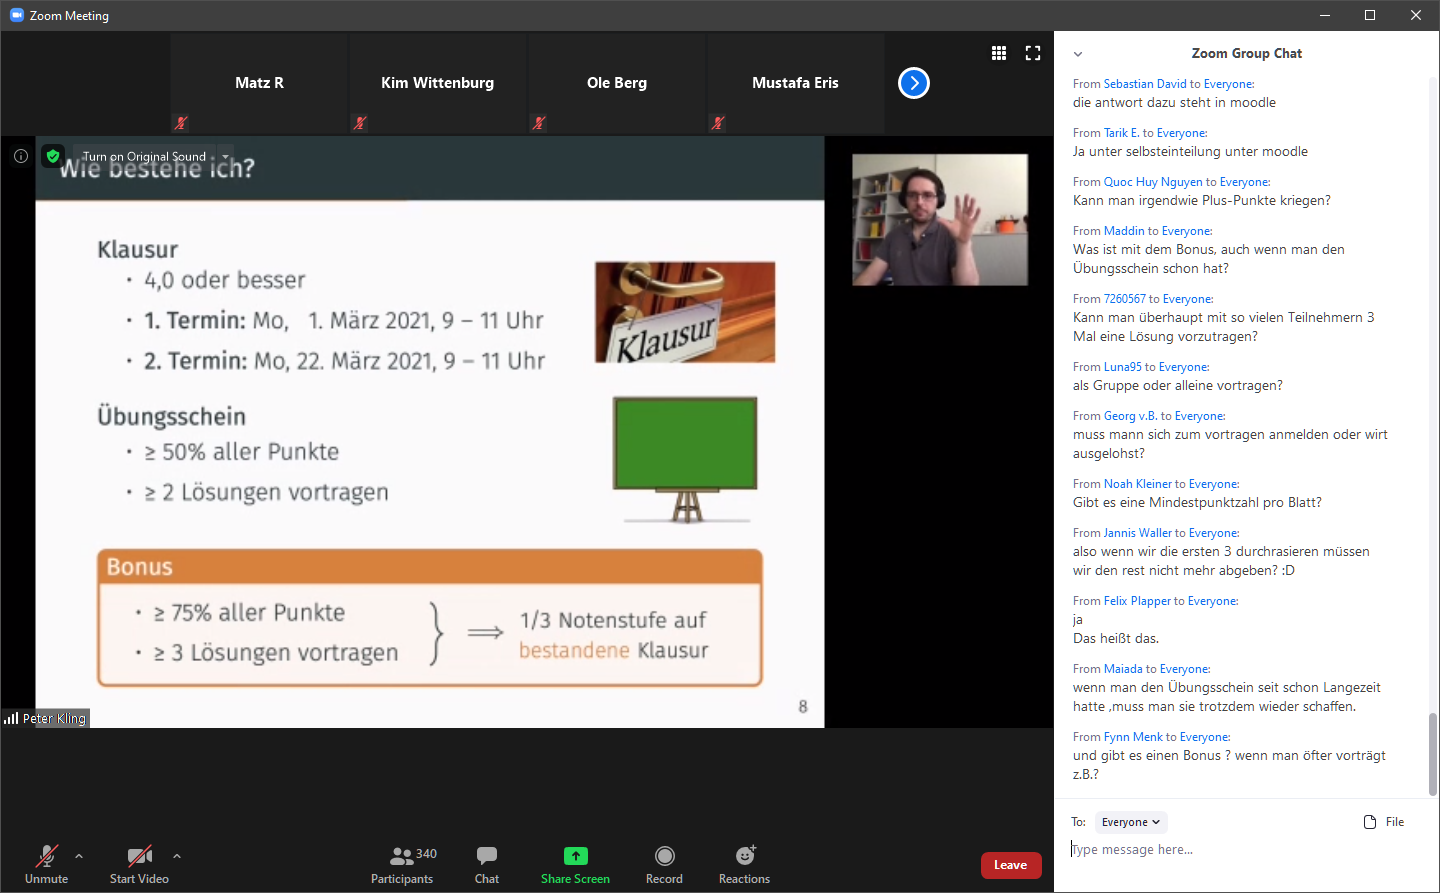 Zoom Meeting
Matz R
Kim Wittenburg
Ole Berg
Mustafa Eris
Turn on Original Sound
Wie bestehe ich?
Klausur
· 4,0 oder besser
· 1. Termin: Mo, 1. März 2021, 9 – 11 Uhr
· 2. Termin: Mo, 22. März 2021, 9 – 11 Uhr
Klausur
Übungsschein
· ≥ 50% aller Punkte
· ≥ 2 Lösungen vortragen
Bonus
· ≥ 75% aller Punkte
· ≥ 3 Lösungen vortragen
⟹
1/3 Notenstufe auf
bestandene Klausur
8
Peter Kling
Unmute
Start Video
340
Participants
Chat
Share Screen
Record
Reactions
Leave
Zoom Group Chat
From Sebastian David to Everyone:
die antwort dazu steht in moodle
From Tarik E. to Everyone:
Ja unter selbsteinteilung unter moodle
From Quoc Huy Nguyen to Everyone:
Kann man irgendwie Plus-Punkte kriegen?
From Maddin to Everyone:
Was ist mit dem Bonus, auch wenn man den
Übungsschein schon hat?
From 7260567 to Everyone:
Kann man überhaupt mit so vielen Teilnehmern 3
Mal eine Lösung vorzutragen?
From Luna95 to Everyone:
als Gruppe oder alleine vortragen?
From Georg v.B. to Everyone:
muss mann sich zum vortragen anmelden oder wirt
ausgelohst?
From Noah Kleiner to Everyone:
Gibt es eine Mindestpunktzahl pro Blatt?
From Jannis Waller to Everyone:
also wenn wir die ersten 3 durchrasieren müssen
wir den rest nicht mehr abgeben? :D
From Felix Plapper to Everyone:
ja
Das heißt das.
From Maiada to Everyone:
wenn man den Übungsschein seit schon Langezeit
hatte ,muss man sie trotzdem wieder schaffen.
From Fynn Menk to Everyone:
und gibt es einen Bonus ? wenn man öfter vorträgt
z.B.?
To: Everyone
File
Type message here...